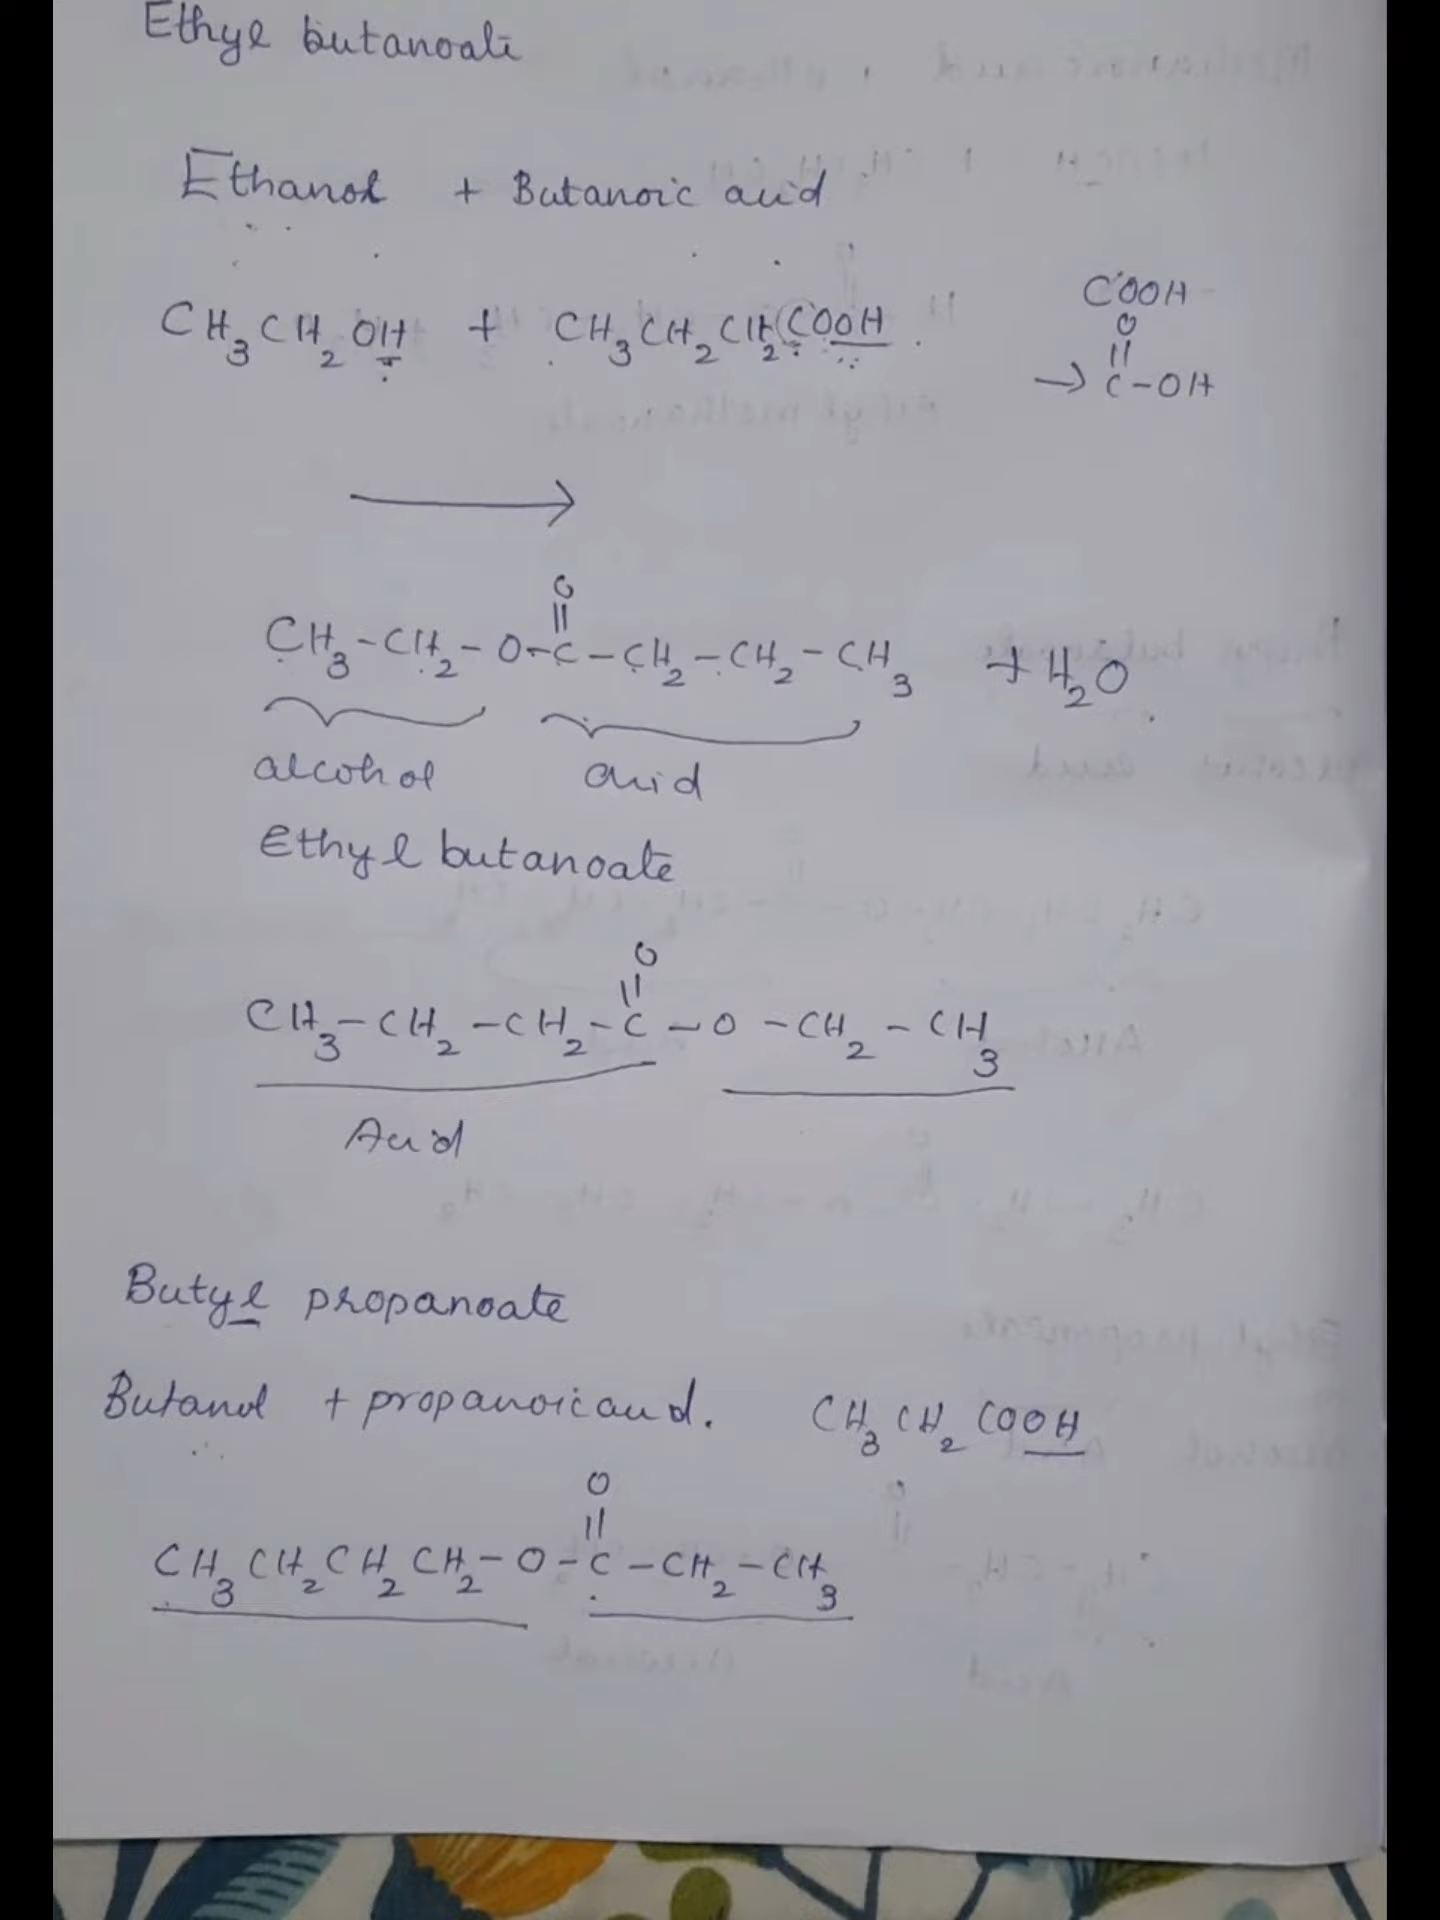 Ethyl butanoate
Ethanol + Butanoic acid
CH₃CH₂OH + CH₃CH₂CH₂COOH.
COOH
O
||
→ C-OH
⟶
O
||
CH₃-CH₂-O-C-CH₂-CH₂-CH₃ + H₂O
alcohol acid
Ethyl butanoate
O
||
CH₃-CH₂-CH₂-C-O-CH₂-CH₃
Acid
Butyl propanoate
Butanol + propanoic acid. CH₃CH₂COOH
O
||
CH₃CH₂CH₂CH₂-O-C-CH₂-CH₃